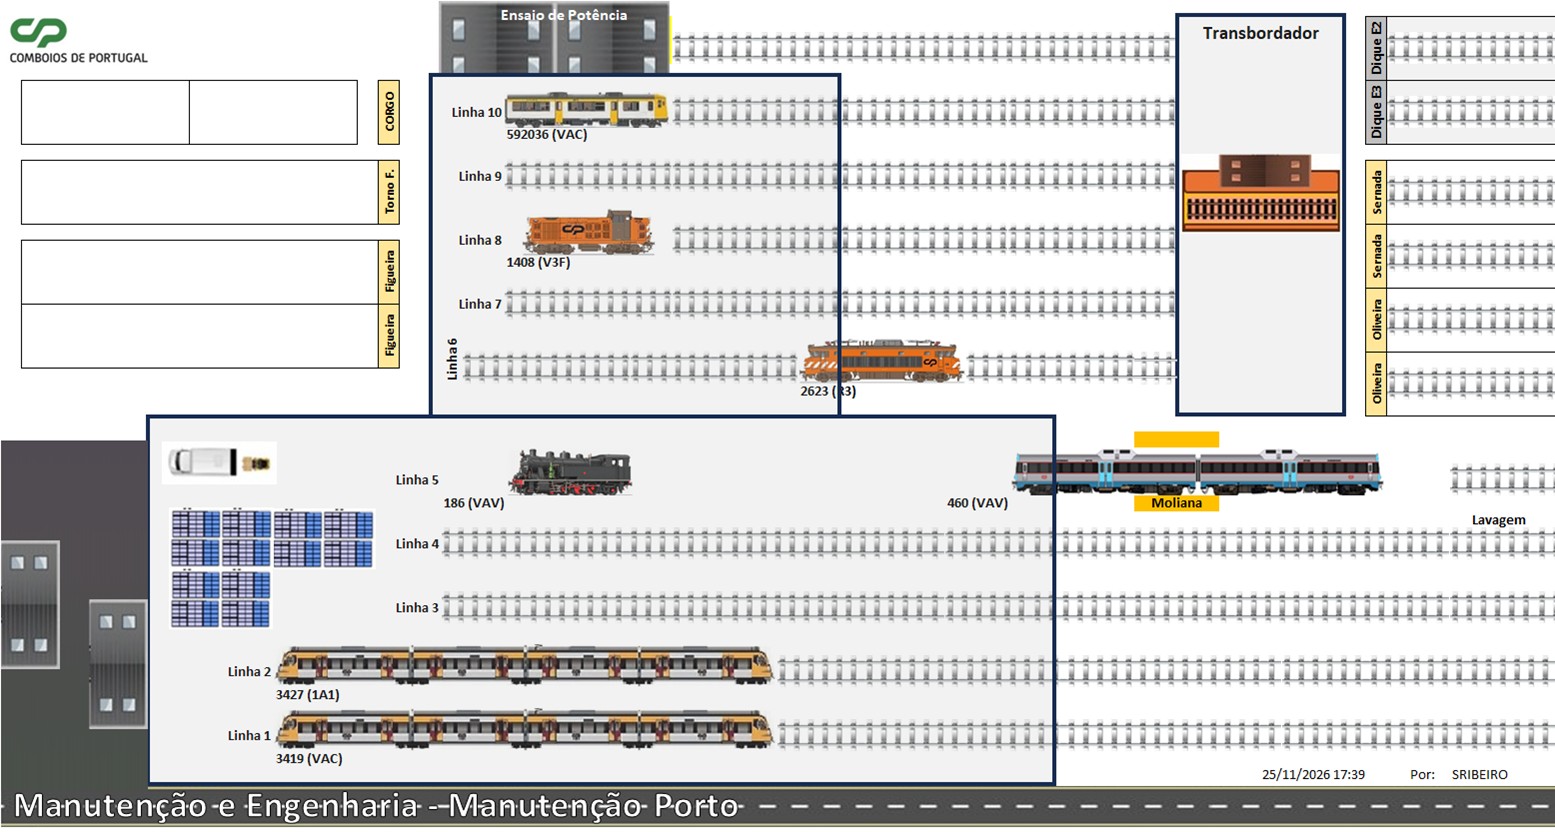 Ensaio de Potência
Transbordador
COMBOIOS DE PORTUGAL
CORGO
Torno F.
Figueira
Figueira
Dique E2
Dique E3
Sernada
Sernada
Oliveira
Oliveira
Linha 10
592036 (VAC)
Linha 9
Linha 8
1408 (V3F)
Linha 7
Linha 6
2623 (R3)
Linha 5
186 (VAV)
460 (VAV)
Moliana
Lavagem
Linha 4
Linha 3
Linha 2
3427 (1A1)
Linha 1
3419 (VAC)
25/11/2026 17:39 Por: SRIBEIRO
Manutenção e Engenharia - Manutenção Porto